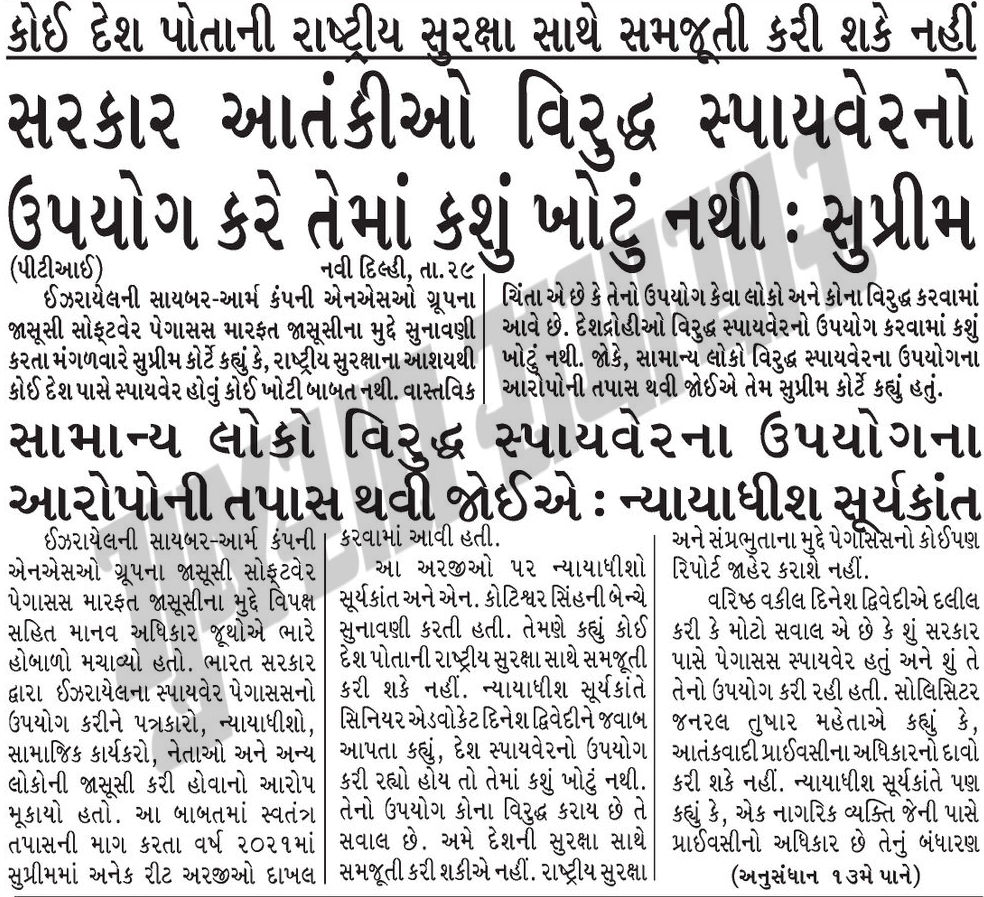 કોઈ દેશ પોતાની રાષ્ટ્રીય સુરક્ષા સાથે સમજૂતી કરી શકે નહીં
સરકાર આતંકીઓ વિરુદ્ધ સ્પાયવેરનો
ઉપયોગ કરે તેમાં કશું ખોટું નથી : સુપ્રીમ
(પીટીઆઈ) નવી દિલ્હી, તા.૨૯
ઈઝરાયેલની સાયબર-આર્મ કંપની એનએસઓ ગ્રૂપના
જાસૂસી સોફ્ટવેર પેગાસસ મારફત જાસૂસીના મુદ્દે સુનાવણી
કરતા મંગળવારે સુપ્રીમ કોર્ટે કહ્યું કે, રાષ્ટ્રીય સુરક્ષાના આશયથી
કોઈ દેશ પાસે સ્પાયવેર હોવું કોઈ ખોટી બાબત નથી. વાસ્તવિક
ચિંતા એ છે કે તેનો ઉપયોગ કેવા લોકો અને કોના વિરુદ્ધ કરવામાં
આવે છે. દેશદ્રોહીઓ વિરુદ્ધ સ્પાયવેરનો ઉપયોગ કરવામાં કશું
ખોટું નથી. જોકે, સામાન્ય લોકો વિરુદ્ધ સ્પાયવેરના ઉપયોગના
આરોપોની તપાસ થવી જોઈએ તેમ સુપ્રીમ કોર્ટે કહ્યું હતું.
સામાન્ય લોકો વિરુદ્ધ સ્પાયવેરના ઉપયોગના
આરોપોની તપાસ થવી જોઈએ : ન્યાયાધીશ સૂર્યકાંત
ઈઝરાયેલની સાયબર-આર્મ કંપની
એનએસઓ ગ્રૂપના જાસૂસી સોફ્ટવેર
પેગાસસ મારફત જાસૂસીના મુદ્દે વિપક્ષ
સહિત માનવ અધિકાર જૂથોએ ભારે
હોબાળો મચાવ્યો હતો. ભારત સરકાર
દ્વારા ઈઝરાયેલના સ્પાયવેર પેગાસસનો
ઉપયોગ કરીને પત્રકારો, ન્યાયાધીશો,
સામાજિક કાર્યકરો, નેતાઓ અને અન્ય
લોકોની જાસૂસી કરી હોવાનો આરોપ
મૂકાયો હતો. આ બાબતમાં સ્વતંત્ર
તપાસની માગ કરતા વર્ષ ૨૦૨૧માં
સુપ્રીમમાં અનેક રીટ અરજીઓ દાખલ
કરવામાં આવી હતી.
આ અરજીઓ પર ન્યાયાધીશો
સૂર્યકાંત અને એન. કોટિશ્વર સિંહની બેન્ચે
સુનાવણી કરતી હતી. તેમણે કહ્યું કોઈ
દેશ પોતાની રાષ્ટ્રીય સુરક્ષા સાથે સમજૂતી
કરી શકે નહીં. ન્યાયાધીશ સૂર્યકાંતે
સિનિયર એડવોકેટ દિનેશ દ્વિવેદીને જવાબ
આપતા કહ્યું, દેશ સ્પાયવેરનો ઉપયોગ
કરી રહ્યો હોય તો તેમાં કશું ખોટું નથી.
તેનો ઉપયોગ કોના વિરુદ્ધ કરાય છે તે
સવાલ છે. અમે દેશની સુરક્ષા સાથે
સમજૂતી કરી શકીએ નહીં. રાષ્ટ્રીય સુરક્ષા
અને સંપ્રભુતાના મુદ્દે પેગાસિસનો કોઈપણ
રિપોર્ટ જાહેર કરાશે નહીં.
વરિષ્ઠ વકીલ દિનેશ દ્વિવેદીએ દલીલ
કરી કે મોટો સવાલ એ છે કે શું સરકાર
પાસે પેગાસસ સ્પાયવેર હતું અને શું તે
તેનો ઉપયોગ કરી રહી હતી. સોલિસિટર
જનરલ તુષાર મહેતાએ કહ્યું કે,
આતંકવાદી પ્રાઈવસીના અધિકારનો દાવો
કરી શકે નહીં. ન્યાયાધીશ સૂર્યકાંતે પણ
કહ્યું કે, એક નાગરિક વ્યક્તિ જેની પાસે
પ્રાઈવસીનો અધિકાર છે તેનું બંધારણ
(અનુસંધાન ૧૩મે પાને)
ગુજરાત સમાચાર